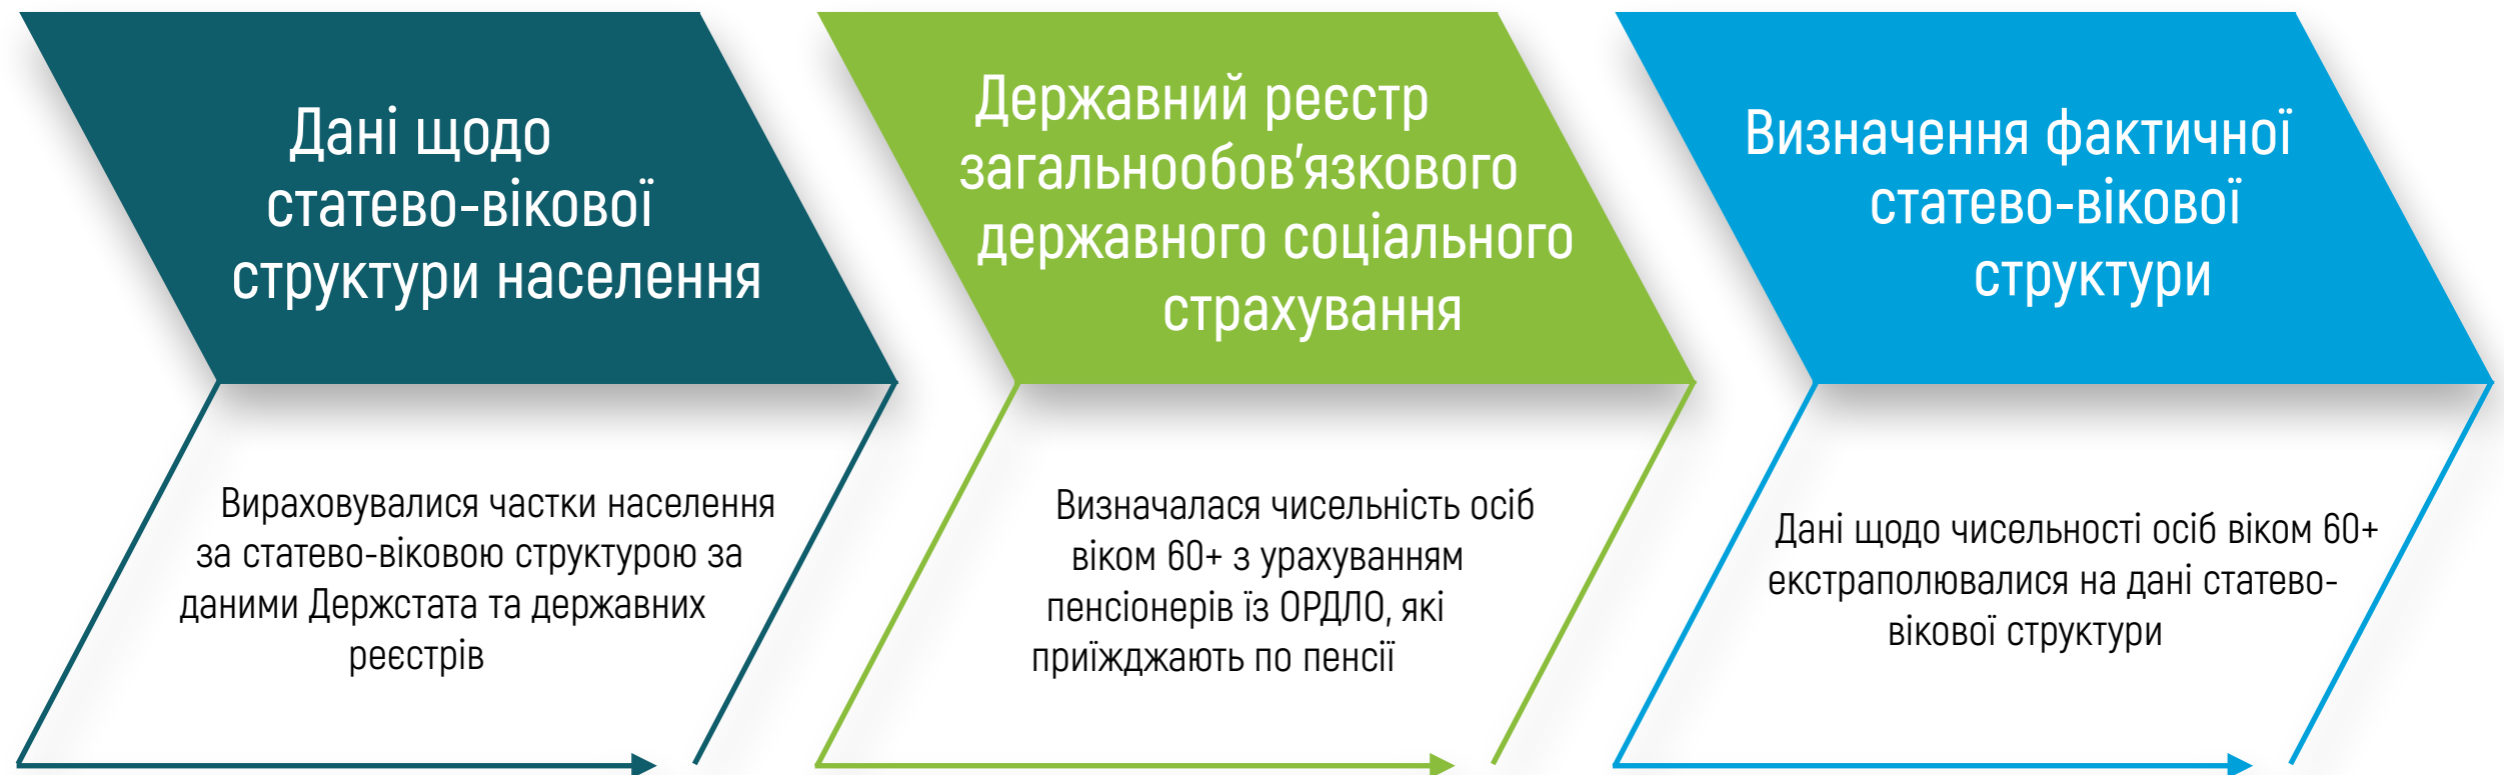 Дані щодо
статево-вікової
структури населення
Вираховувалися частки населення
за статево-віковою структурою за
даними Держстата та державних
реєстрів
Державний реєстр
загальнообов'язкового
державного соціального
страхування
Визначалася чисельність осіб
віком 60+ з урахуванням
пенсіонерів їз ОРДЛО, які
приїжджають по пенсії
Визначення фактичної
статево-вікової
структури
Дані щодо чисельності осіб віком 60+
екстраполювалися на дані статево-
вікової структури